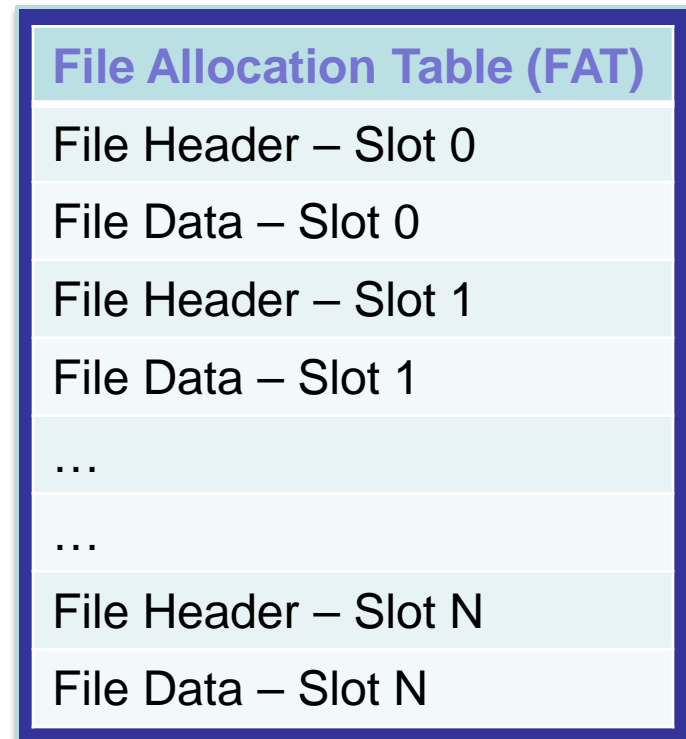 File Allocation Table (FAT)
File Header – Slot 0
File Data – Slot 0
File Header – Slot 1
File Data – Slot 1
…
…
File Header – Slot N
File Data – Slot N